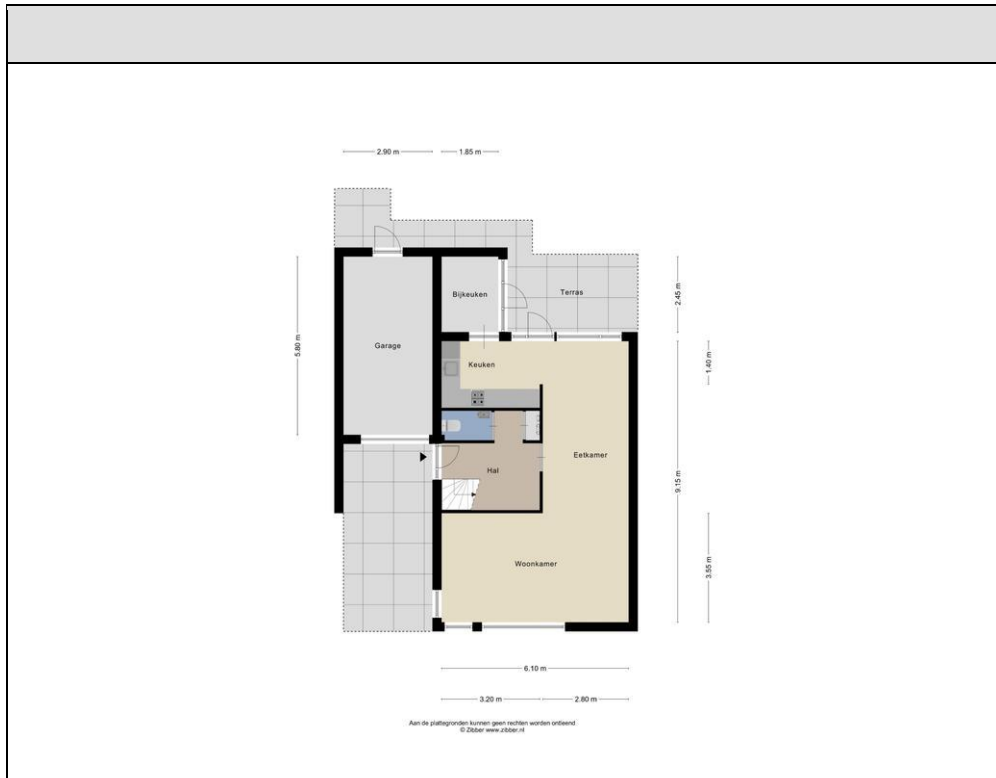 2.90 m
1.85 m
Bijkeuken
Terras
2.45 m
5.80 m
Garage
Keuken
1.40 m
Eetkamer
Hal
9.15 m
Woonkamer
3.55 m
6.10 m
3.20 m
2.80 m
Aan de plattegronden kunnen geen rechten worden ontleend
© Zibber www.zibber.nl